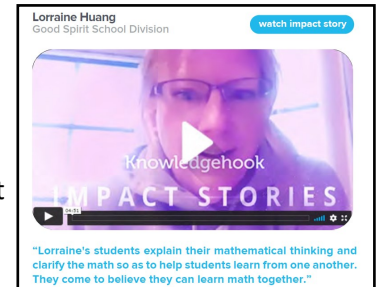 Lorraine Huang
Good Spirit School Division
watch impact story
Knowledgehook
IMPACT STORIES
04:51
t
“Lorraine's students explain their mathematical thinking and
clarify the math so as to help students learn from one another.
They come to believe they can learn math together.”